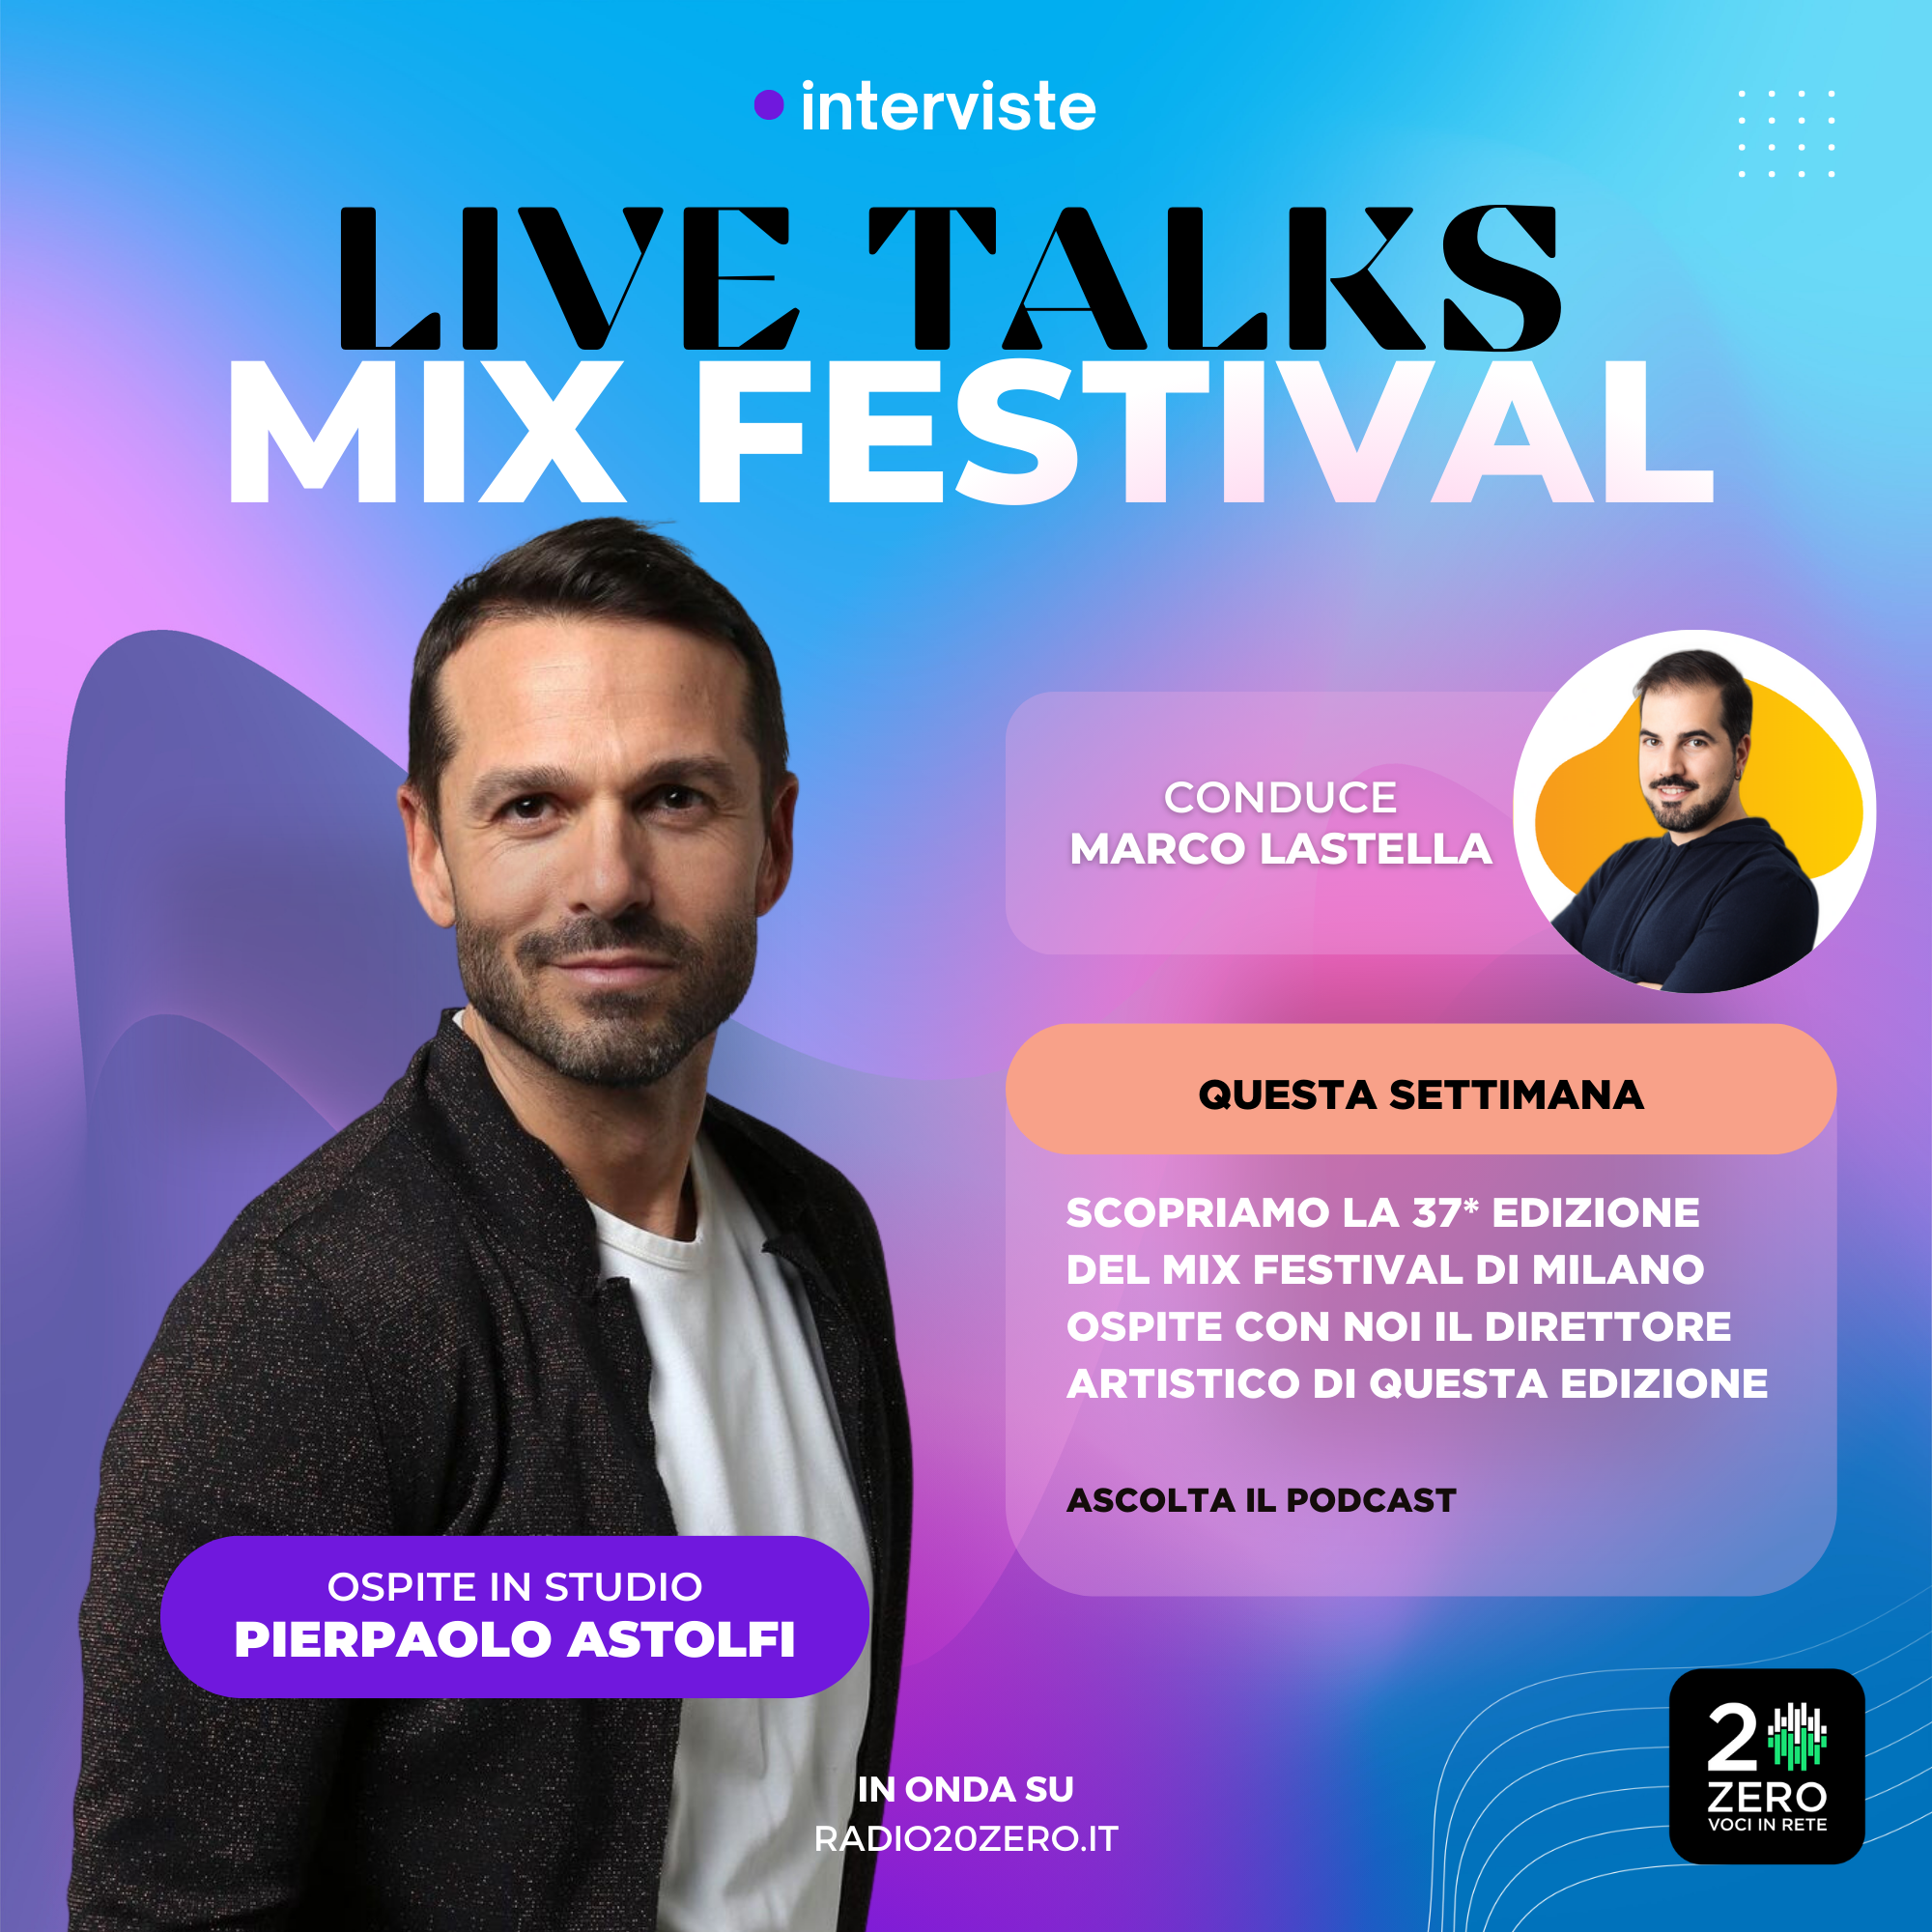 interviste
LIVE TALKS
MIX FESTIVAL
CONDUCE
MARCO LASTELLA
QUESTA SETTIMANA
SCOPRIAMO LA 37* EDIZIONE
DEL MIX FESTIVAL DI MILANO
OSPITE CON NOI IL DIRETTORE
ARTISTICO DI QUESTA EDIZIONE
ASCOLTA IL PODCAST
OSPITE IN STUDIO
PIERPAOLO ASTOLFI
IN ONDA SU
RADIO20ZERO.IT
2
ZERO
VOCI IN RETE